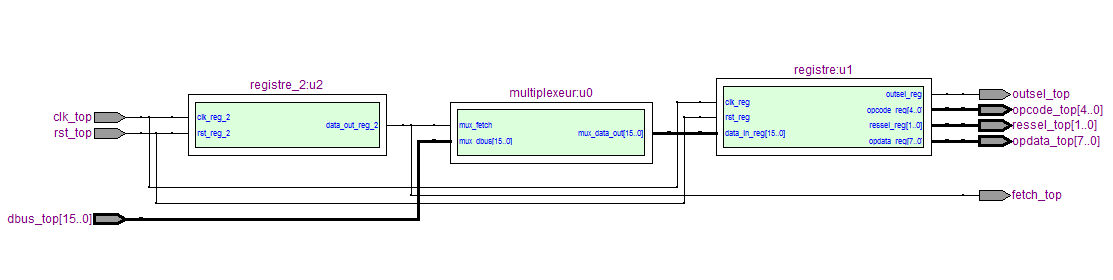 registre_2:u2
clk_reg_2
rst_reg_2
data_out_reg_2
multiplexeur:u0
mux_fetch
mux_dbus[15..0]
mux_data_out[15..0]
registre:u1
clk_reg
rst_reg
data_in_reg[15..0]
outsel_reg
opcode_reg[4..0]
ressel_reg[1..0]
opdata_reg[7..0]
clk_top
rst_top
dbus_top[15..0]
outsel_top
opcode_top[4..0]
ressel_top[1..0]
opdata_top[7..0]
fetch_top